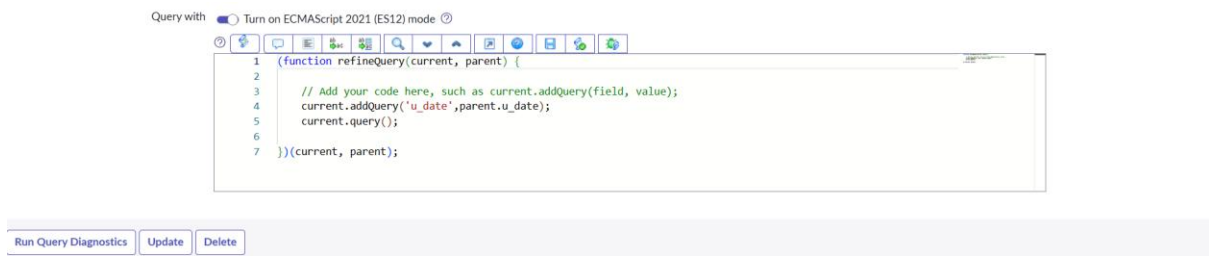 Query with Turn on ECMAScript 2021 (ES12) mode
1 (function refineQuery(current, parent) {
2
3 // Add your code here, such as current.addQuery(field, value);
4 current.addQuery('u_date',parent.u_date);
5 current.query();
6
7 })(current, parent);
Run Query Diagnostics Update Delete